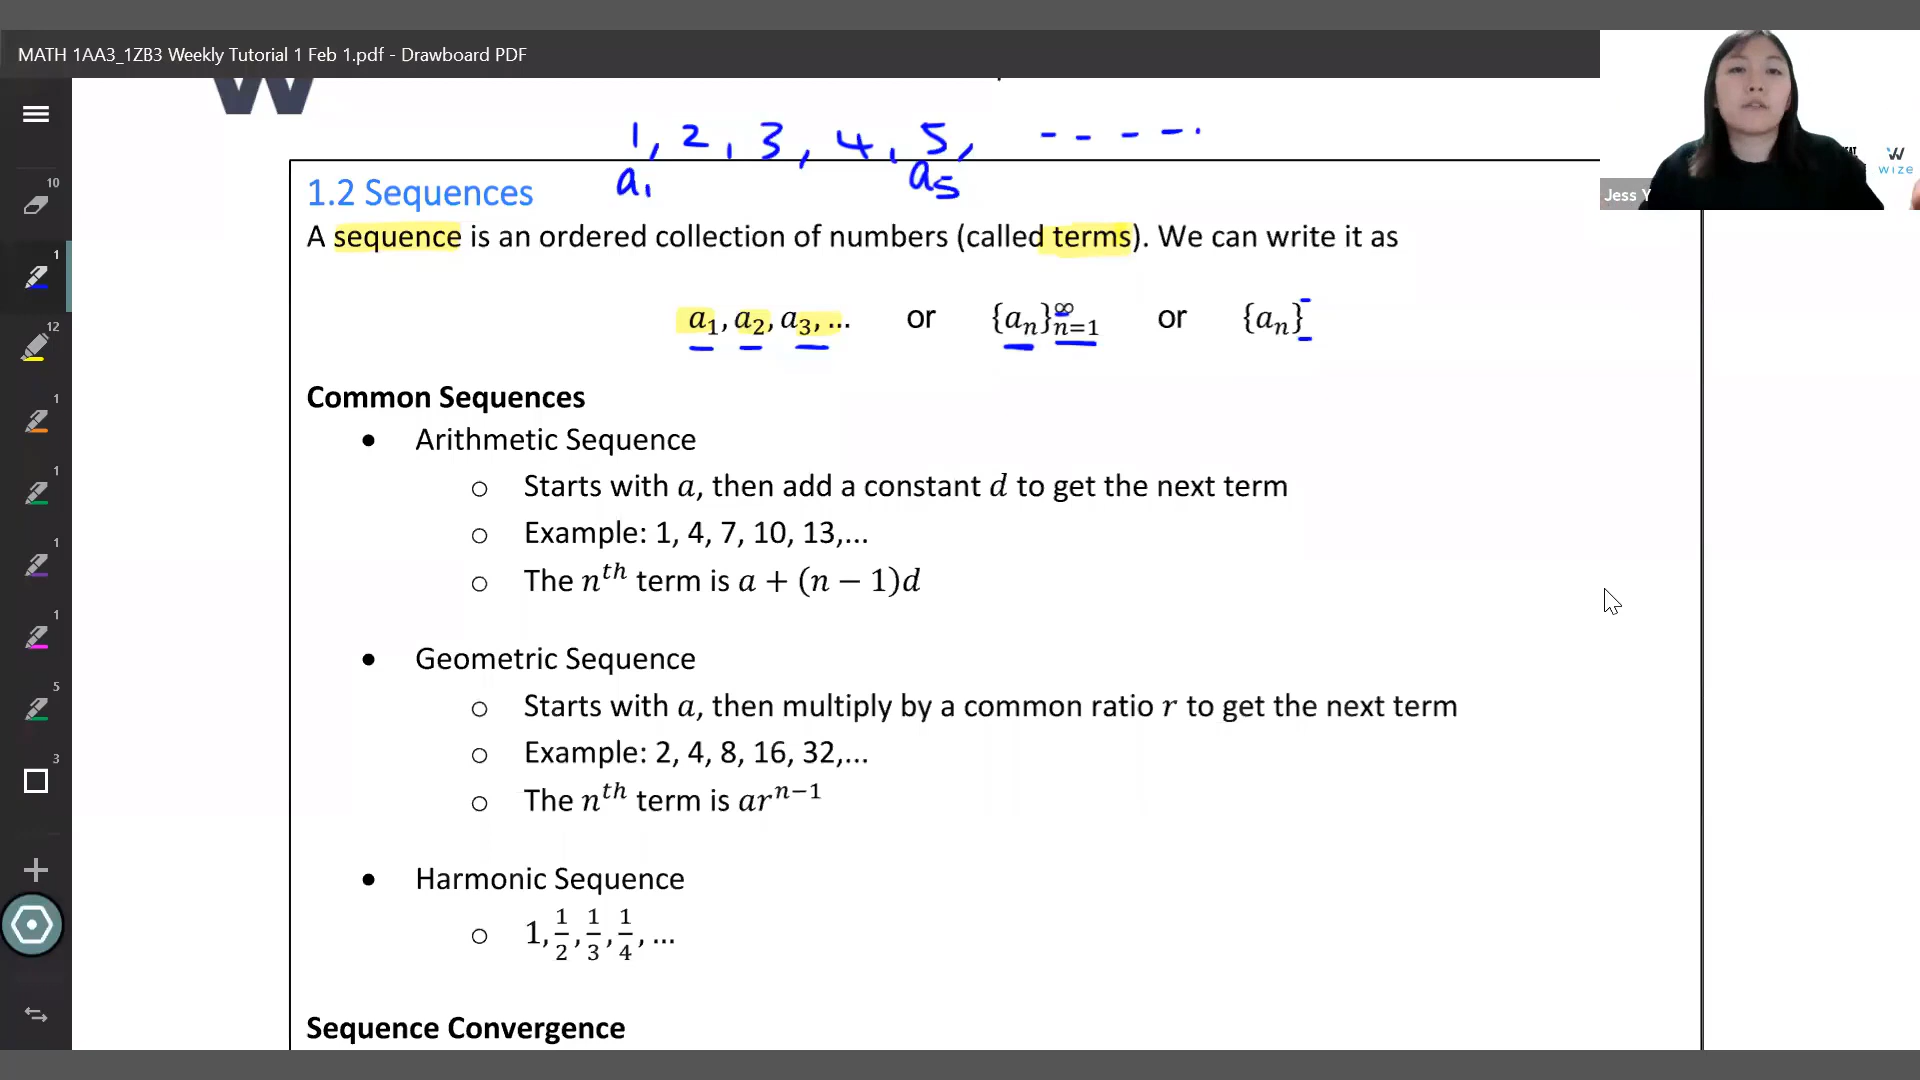 MATH 1AA3_1ZB3 Weekly Tutorial 1 Feb 1.pdf - Drawboard PDF
W
1, 2, 3, 4, 5, - - - - .
a₁ a₅
10
1
12
1
1
1
1
5
3
Jess Y
W
wize
1.2 Sequences
A sequence is an ordered collection of numbers (called terms). We can write it as
a₁, a₂, a₃, ... or {aₙ}∞ₙ₌₁ or {aₙ}
Common Sequences
• Arithmetic Sequence
o Starts with a, then add a constant d to get the next term
o Example: 1, 4, 7, 10, 13,...
o The nᵗʰ term is a + (n − 1)d
• Geometric Sequence
o Starts with a, then multiply by a common ratio r to get the next term
o Example: 2, 4, 8, 16, 32,...
o The nᵗʰ term is arⁿ⁻¹
• Harmonic Sequence
o 1, 1/2, 1/3, 1/4, ...
Sequence Convergence